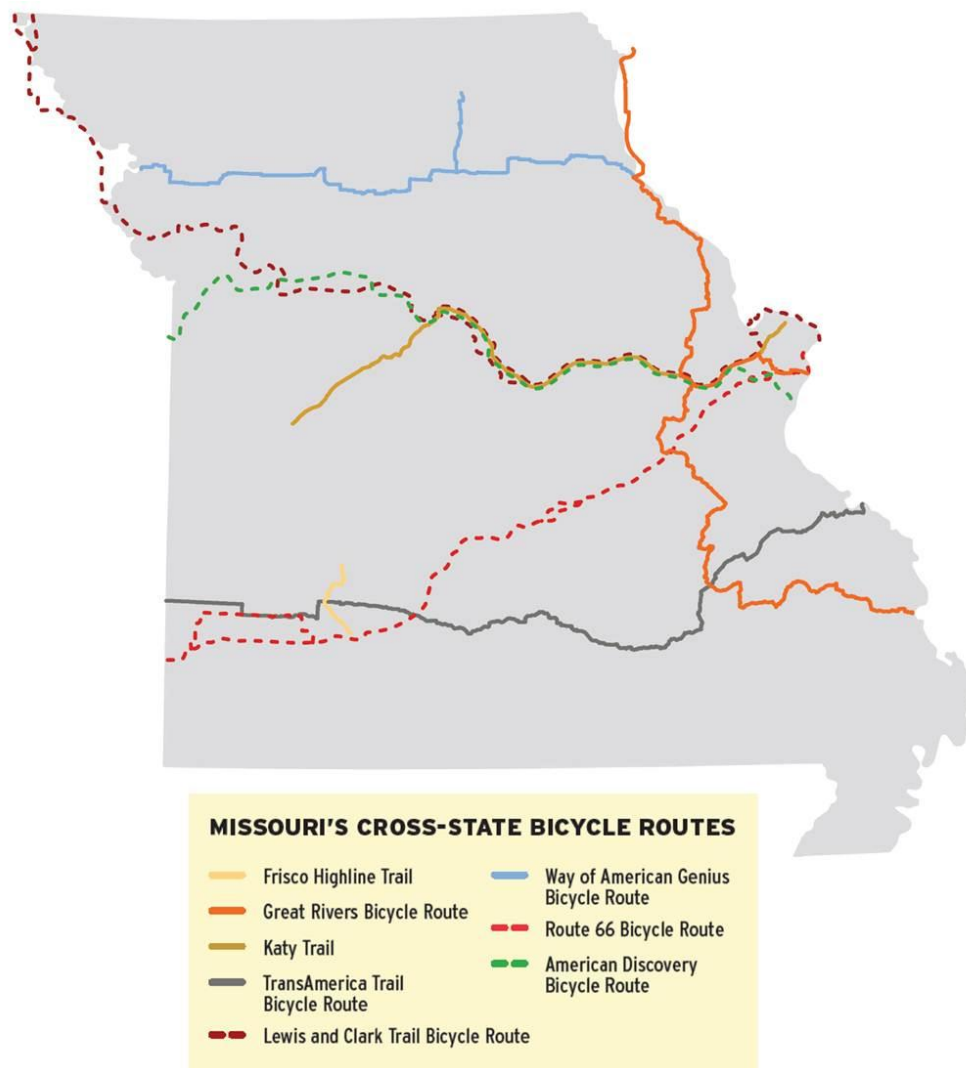 MISSOURI'S CROSS-STATE BICYCLE ROUTES
Frisco Highline Trail
Great Rivers Bicycle Route
Katy Trail
TransAmerica Trail
Bicycle Route
Lewis and Clark Trail Bicycle Route
Way of American Genius
Bicycle Route
Route 66 Bicycle Route
American Discovery
Bicycle Route